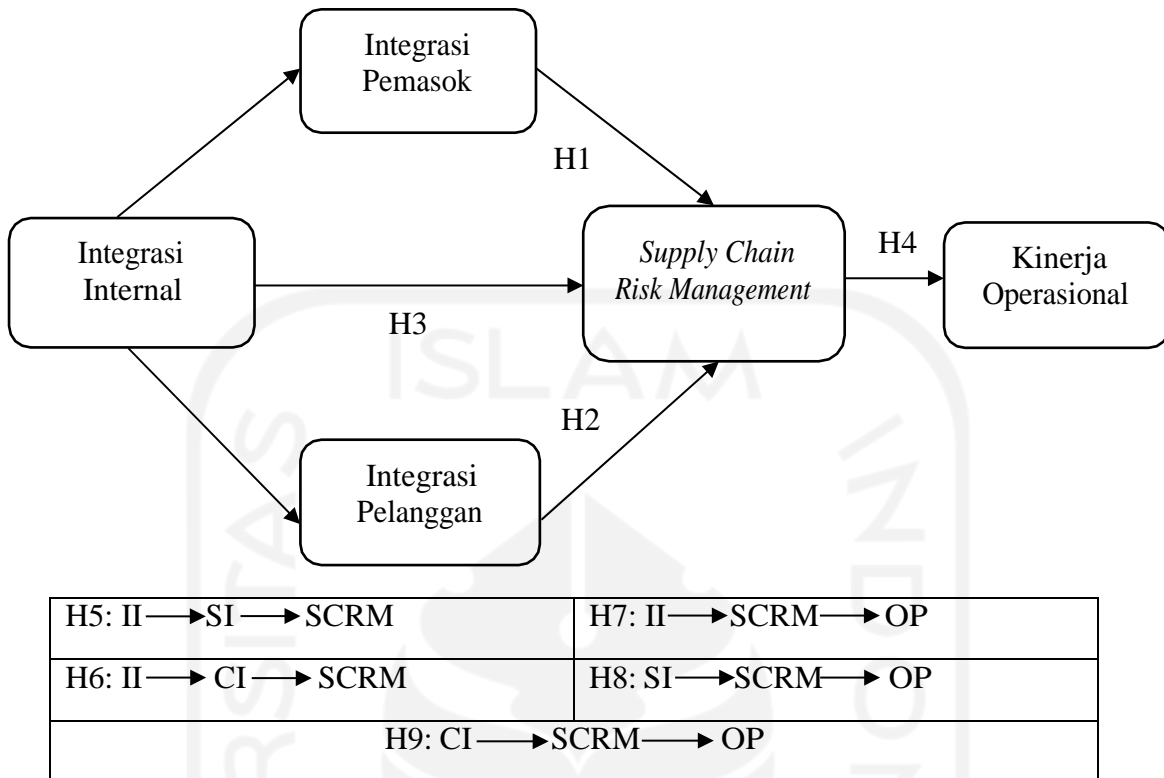 Integrasi
Pemasok
H1
Integrasi
Internal
Supply Chain
Risk Management
H4
Kinerja
Operasional
H3
ISLAM
H2
Integrasi
Pelanggan
H5: II→SI→SCRM
H7: II→SCRM→OP
H6: II→CI→SCRM
H8: SI→SCRM→OP
H9: CI→SCRM→OP